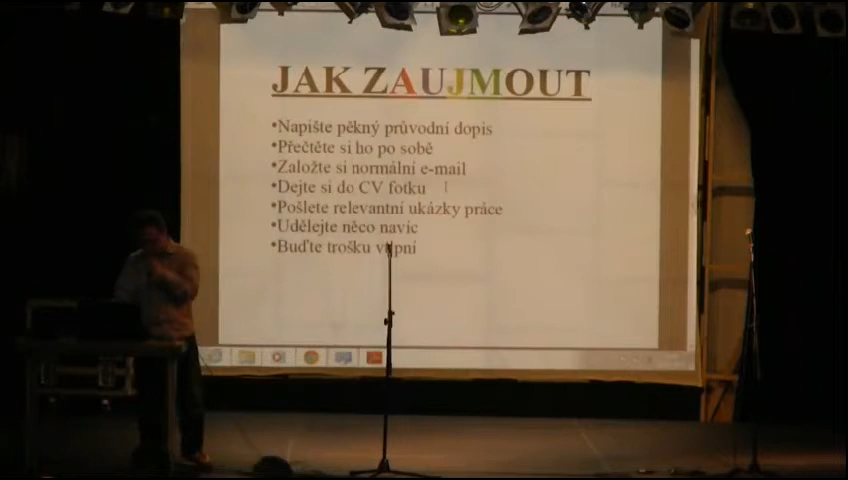 JAK ZAUJMOUT
•Napište pěkný průvodní dopis
•Přečtěte si ho po sobě
•Založte si normální e-mail
•Dejte si do CV fotku
•Pošlete relevantní ukázky práce
•Udělejte něco navíc
•Buďte trošku vtipní